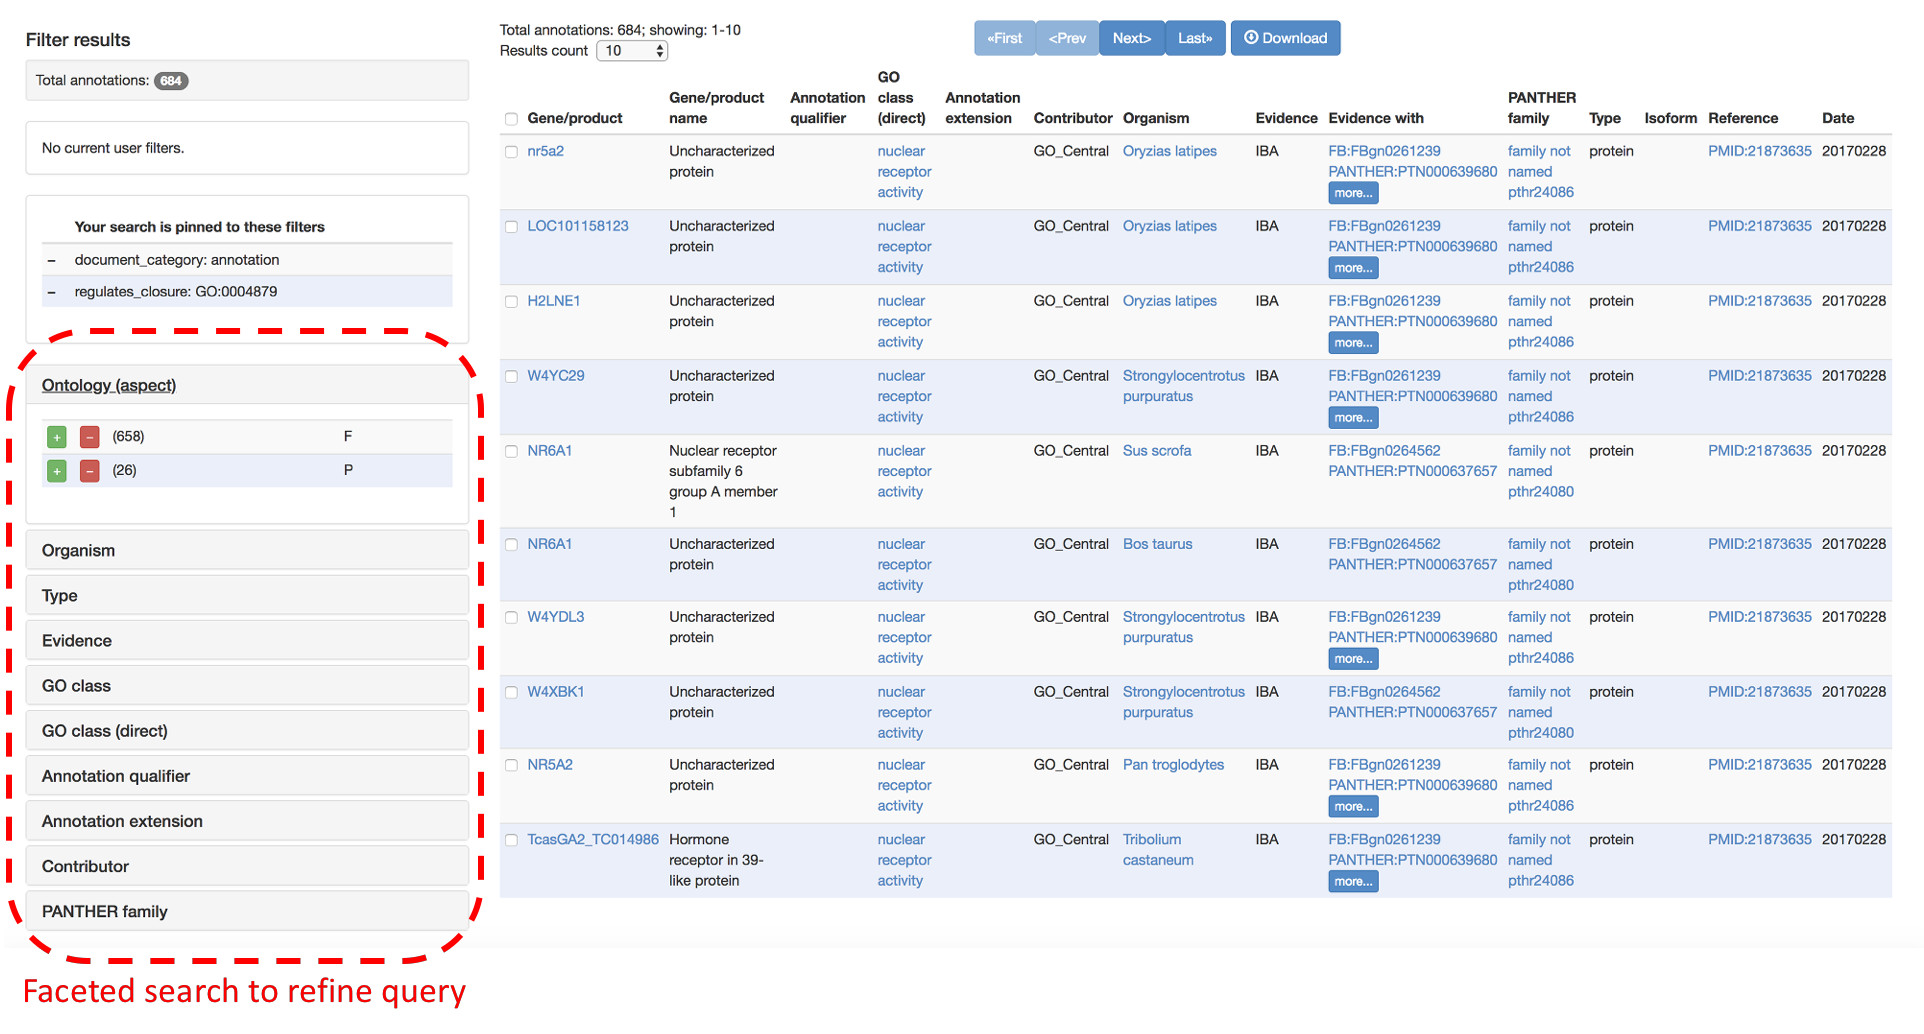 Filter results
Total annotations: 684
No current user filters.
Your search is pinned to these filters
– document_category: annotation
– regulates_closure: GO:0004879
Ontology (aspect)
+ – (658) F
+ – (26) P
Organism
Type
Evidence
GO class
GO class (direct)
Annotation qualifier
Annotation extension
Contributor
PANTHER family
Faceted search to refine query
Total annotations: 684; showing: 1-10
Results count 10
«First <Prev Next> Last» Download
GO
Gene/product Annotation class Annotation PANTHER
Gene/product name qualifier (direct) extension Contributor Organism Evidence Evidence with family Type Isoform Reference Date
nr5a2 Uncharacterized nuclear GO_Central Oryzias latipes IBA FB:FBgn0261239 family not protein PMID:21873635 20170228
protein receptor PANTHER:PTN000639680 named
activity more... pthr24086
LOC101158123 Uncharacterized nuclear GO_Central Oryzias latipes IBA FB:FBgn0261239 family not protein PMID:21873635 20170228
protein receptor PANTHER:PTN000639680 named
activity more... pthr24086
H2LNE1 Uncharacterized nuclear GO_Central Oryzias latipes IBA FB:FBgn0261239 family not protein PMID:21873635 20170228
protein receptor PANTHER:PTN000639680 named
activity more... pthr24086
W4YC29 Uncharacterized nuclear GO_Central Strongylocentrotus IBA FB:FBgn0261239 family not protein PMID:21873635 20170228
protein receptor purpuratus PANTHER:PTN000639680 named
activity more... pthr24086
NR6A1 Nuclear receptor nuclear GO_Central Sus scrofa IBA FB:FBgn0264562 family not protein PMID:21873635 20170228
subfamily 6 receptor PANTHER:PTN000637657 named
group A member activity pthr24080
1
NR6A1 Uncharacterized nuclear GO_Central Bos taurus IBA FB:FBgn0264562 family not protein PMID:21873635 20170228
protein receptor PANTHER:PTN000637657 named
activity pthr24080
W4YDL3 Uncharacterized nuclear GO_Central Strongylocentrotus IBA FB:FBgn0261239 family not protein PMID:21873635 20170228
protein receptor purpuratus PANTHER:PTN000639680 named
activity more... pthr24086
W4XBK1 Uncharacterized nuclear GO_Central Strongylocentrotus IBA FB:FBgn0264562 family not protein PMID:21873635 20170228
protein receptor purpuratus PANTHER:PTN000637657 named
activity pthr24080
NR5A2 Uncharacterized nuclear GO_Central Pan troglodytes IBA FB:FBgn0261239 family not protein PMID:21873635 20170228
protein receptor PANTHER:PTN000639680 named
activity more... pthr24086
TcasGA2_TC014986 Hormone nuclear GO_Central Tribolium IBA FB:FBgn0261239 family not protein PMID:21873635 20170228
receptor in 39- receptor castaneum PANTHER:PTN000639680 named
like protein activity more... pthr24086